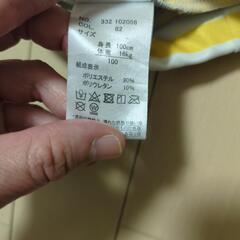 NO. 332 102058
COL. 82
サイズ
身長 100cm
体重 16kg
100
組成表示
ポリエステル 90%
ポリウレタン 10%